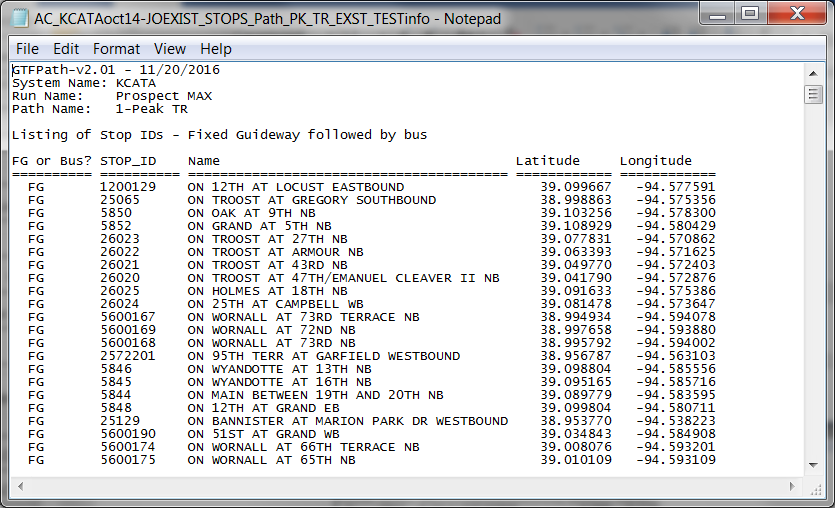 AC_KCATAoct14-JOEXIST_STOPS_Path_PK_TR_EXST_TESTinfo - Notepad
File Edit Format View Help
GTFPath-v2.01 - 11/20/2016
System Name: KCATA
Run Name:    Prospect MAX
Path Name:   1-Peak TR
Listing of Stop IDs - Fixed Guideway followed by bus
FG or Bus? STOP_ID    Name                                     Latitude     Longitude
========== ========== ======================================== ============ ============
FG      1200129    ON 12TH AT LOCUST EASTBOUND                 39.099667   -94.577591
FG      25065      ON TROOST AT GREGORY SOUTHBOUND             38.998863   -94.575356
FG      5850       ON OAK AT 9TH NB                            39.103256   -94.578300
FG      5852       ON GRAND AT 5TH NB                          39.108929   -94.580429
FG      26023      ON TROOST AT 27TH NB                        39.077831   -94.570862
FG      26022      ON TROOST AT ARMOUR NB                      39.063393   -94.571625
FG      26021      ON TROOST AT 43RD NB                        39.049770   -94.572403
FG      26020      ON TROOST AT 47TH/EMANUEL CLEAVER II NB     39.041790   -94.572876
FG      26025      ON HOLMES AT 18TH NB                        39.091633   -94.575386
FG      26024      ON 25TH AT CAMPBELL WB                      39.081478   -94.573647
FG      5600167    ON WORNALL AT 73RD TERRACE NB               38.994934   -94.594078
FG      5600169    ON WORNALL AT 72ND NB                       38.997658   -94.593880
FG      5600168    ON WORNALL AT 73RD NB                       38.995792   -94.594002
FG      2572201    ON 95TH TERR AT GARFIELD WESTBOUND          38.956787   -94.563103
FG      5846       ON WYANDOTTE AT 13TH NB                     39.098804   -94.585556
FG      5845       ON WYANDOTTE AT 16TH NB                     39.095165   -94.585716
FG      5844       ON MAIN BETWEEN 19TH AND 20TH NB            39.089779   -94.583595
FG      5848       ON 12TH AT GRAND EB                         39.099804   -94.580711
FG      25129      ON BANNISTER AT MARION PARK DR WESTBOUND    38.953770   -94.538223
FG      5600190    ON 51ST AT GRAND WB                         39.034843   -94.584908
FG      5600174    ON WORNALL AT 66TH TERRACE NB               39.008076   -94.593201
FG      5600175    ON WORNALL AT 65TH NB                       39.010109   -94.593109